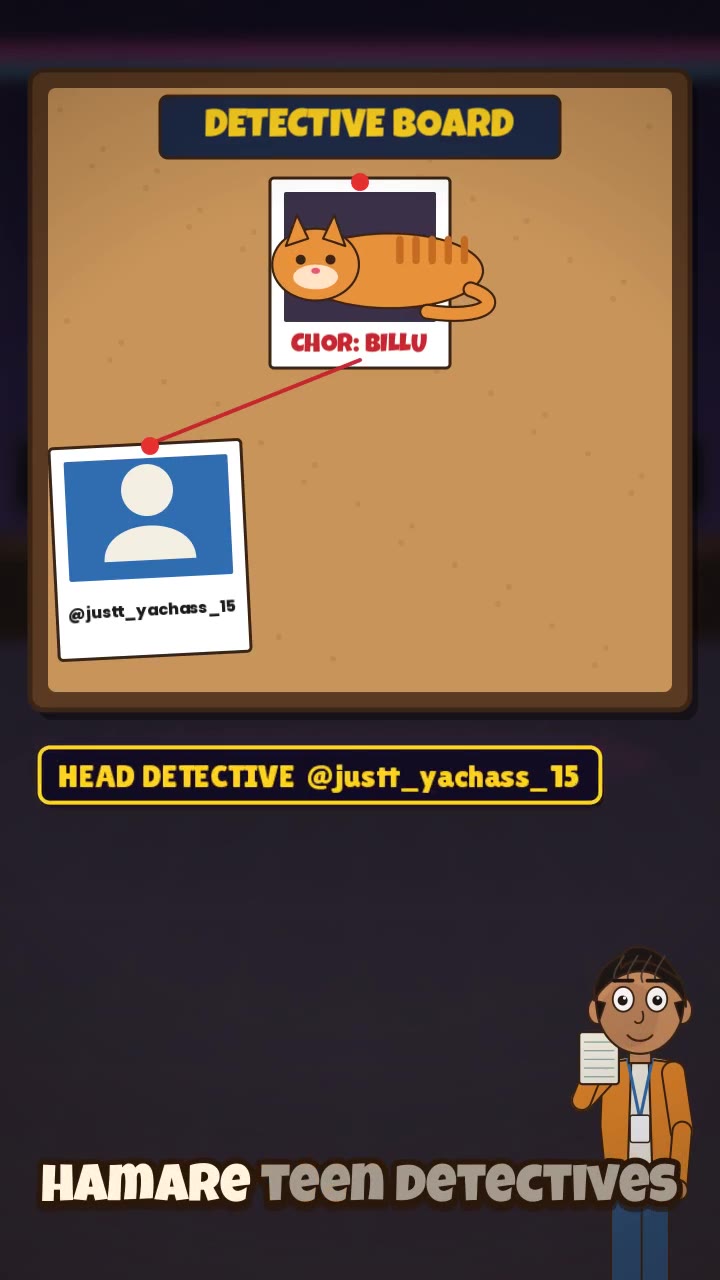 DETECTIVE BOARD
CHOR: BILLU
@justt_yachass_15
HEAD DETECTIVE @justt_yachass_15
HAMARE TEEN DETECTIVES